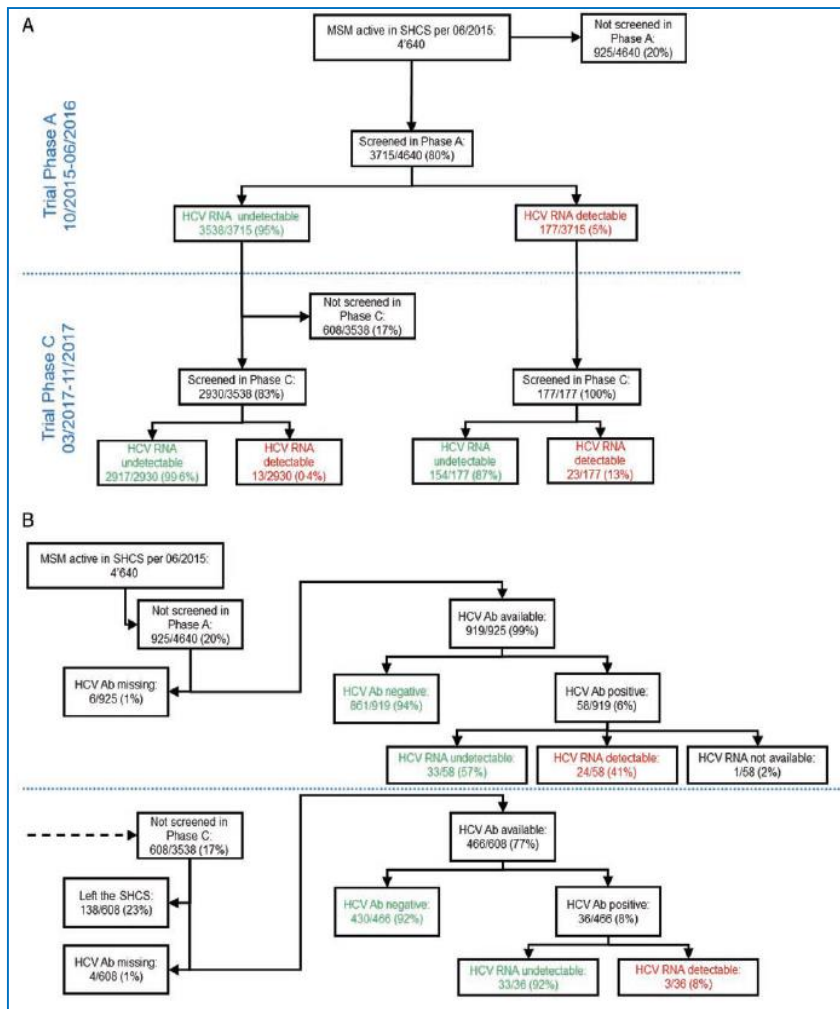 A
MSM active in SHCS per 06/2015:
4'640
Not screened in
Phase A:
925/4640 (20%)
Trial Phase A
10/2015-06/2016
Screened in Phase A:
3715/4640 (80%)
HCV RNA undetectable
3538/3715 (95%)
HCV RNA detectable
177/3715 (5%)
Trial Phase C
03/2017-11/2017
Not screened in
Phase C:
608/3538 (17%)
Screened in Phase C:
2930/3538 (83%)
Screened in Phase C:
177/177 (100%)
HCV RNA
undetectable
2917/2930 (99·6%)
HCV RNA
detectable
13/2930 (0·4%)
HCV RNA
undetectable
154/177 (87%)
HCV RNA
detectable
23/177 (13%)
B
MSM active in SHCS per 06/2015:
4'640
Not screened in
Phase A:
925/4640 (20%)
HCV Ab missing:
6/925 (1%)
HCV Ab available:
919/925 (99%)
HCV Ab negative:
861/919 (94%)
HCV Ab positive:
58/919 (6%)
HCV RNA undetectable:
33/58 (57%)
HCV RNA detectable:
24/58 (41%)
HCV RNA not available:
1/58 (2%)
Not screened in
Phase C:
608/3538 (17%)
Left the SHCS:
138/608 (23%)
HCV Ab missing:
4/608 (1%)
HCV Ab available:
466/608 (77%)
HCV Ab negative:
430/466 (92%)
HCV Ab positive:
36/466 (8%)
HCV RNA undetectable:
33/36 (92%)
HCV RNA detectable:
3/36 (8%)